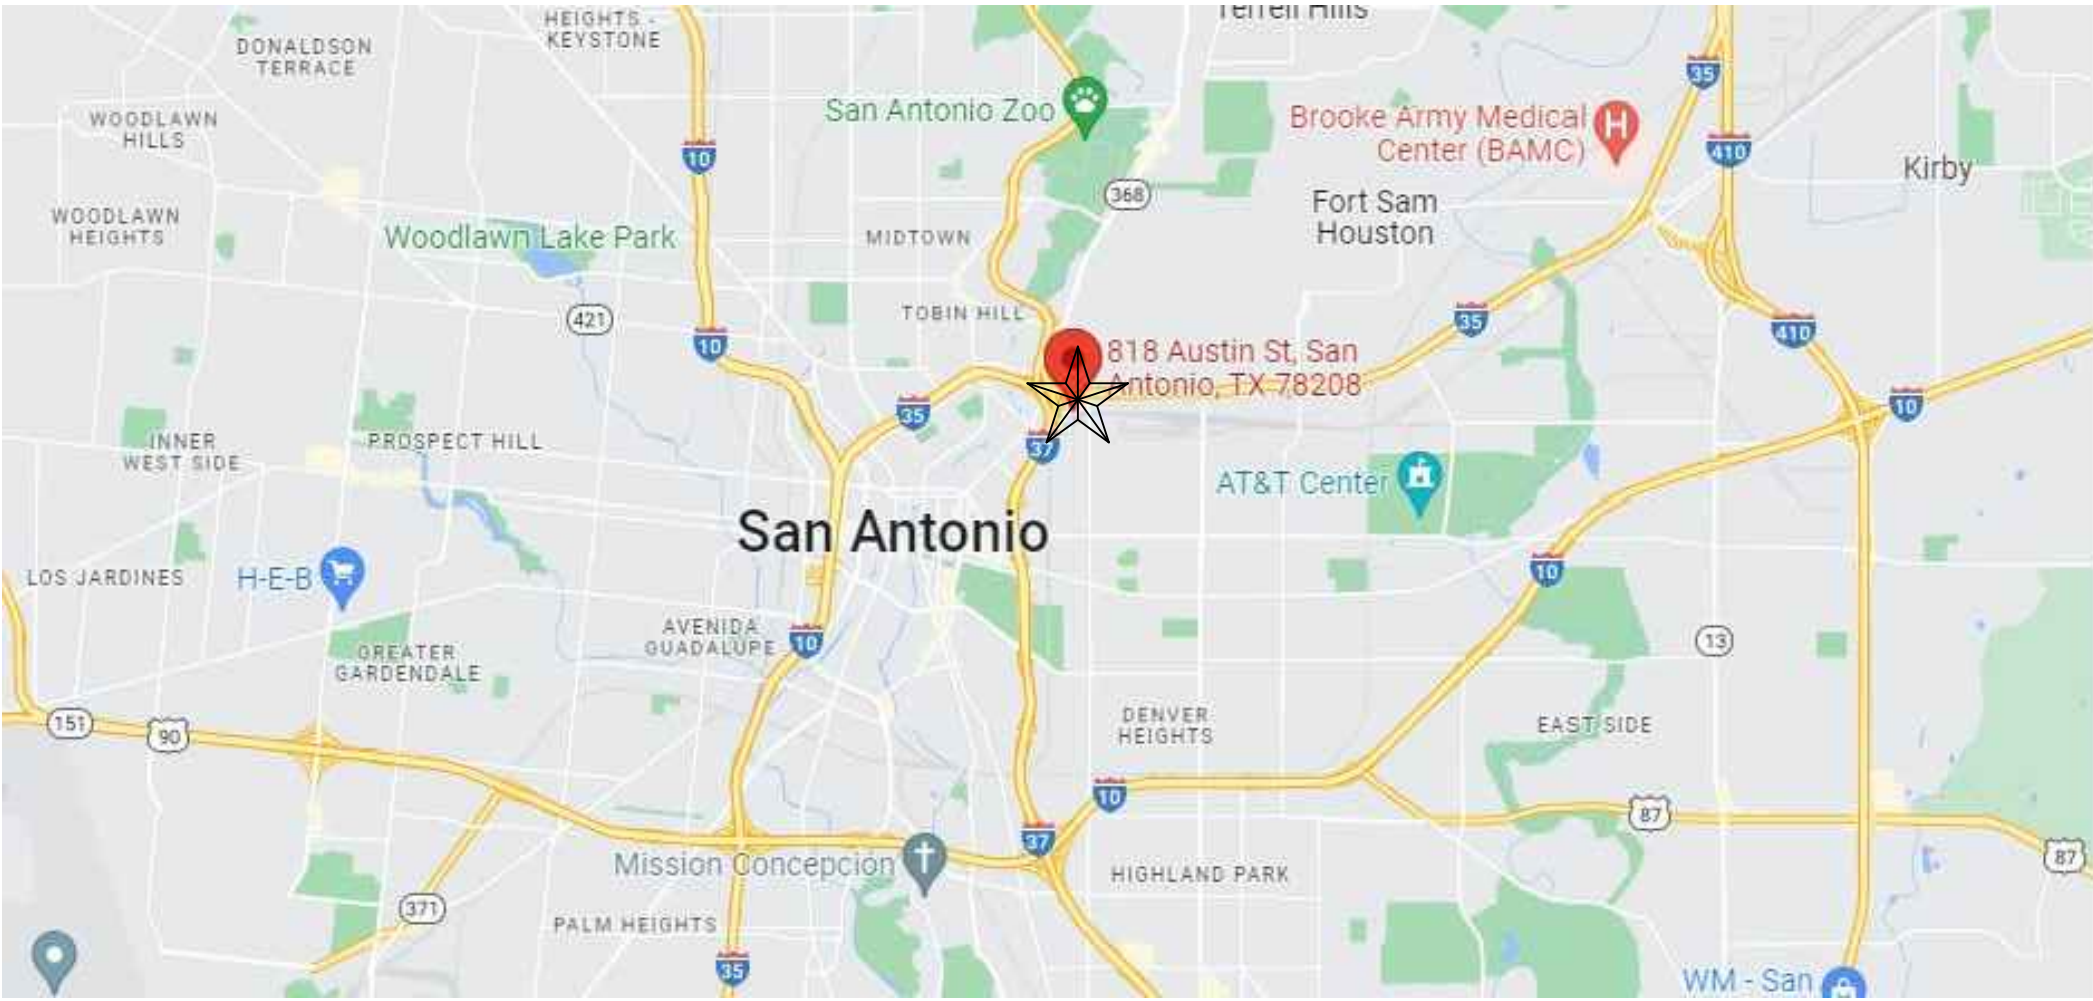 HEIGHTS -
KEYSTONE
Terrell Hills
DONALDSON
TERRACE
35
San Antonio Zoo
Brooke Army Medical
Center (BAMC)
H
WOODLAWN
HILLS
10
410
Kirby
368
Fort Sam
Houston
WOODLAWN
HEIGHTS
Woodlawn Lake Park
MIDTOWN
421
TOBIN HILL
35
410
10
818 Austin St, San
Antonio, TX 78208
35
10
37
INNER
WEST SIDE
PROSPECT HILL
AT&T Center
San Antonio
LOS JARDINES
H-E-B
10
AVENIDA
GUADALUPE
10
13
GREATER
GARDENDALE
151
90
DENVER
HEIGHTS
EAST SIDE
10
87
37
87
Mission Concepción
HIGHLAND PARK
371
PALM HEIGHTS
35
WM - San